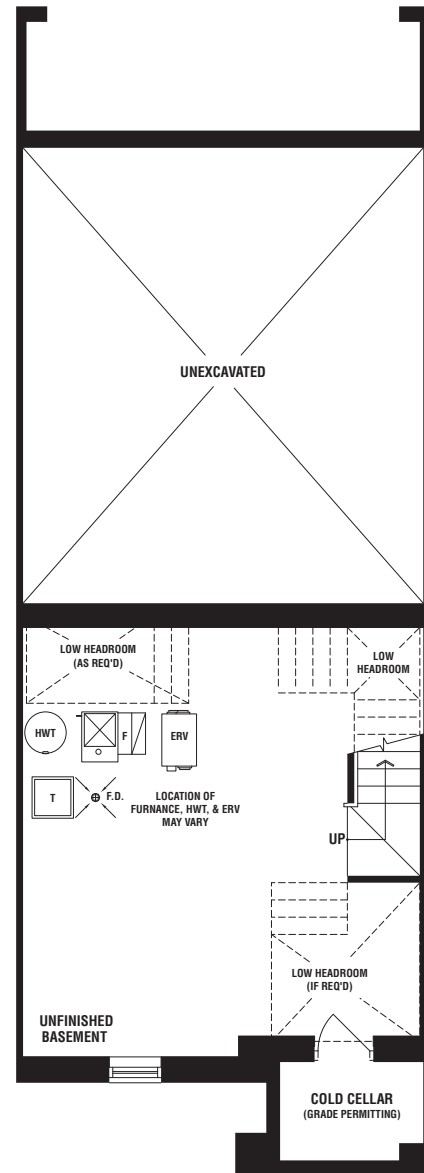 UNEXCAVATED
LOW HEADROOM
(AS REQ'D)
LOW
HEADROOM
HWT
F
ERV
T
F.D.
LOCATION OF
FURNANCE, HWT, & ERV
MAY VARY
UP
LOW HEADROOM
(IF REQ'D)
UNFINISHED
BASEMENT
COLD CELLAR
(GRADE PERMITTING)